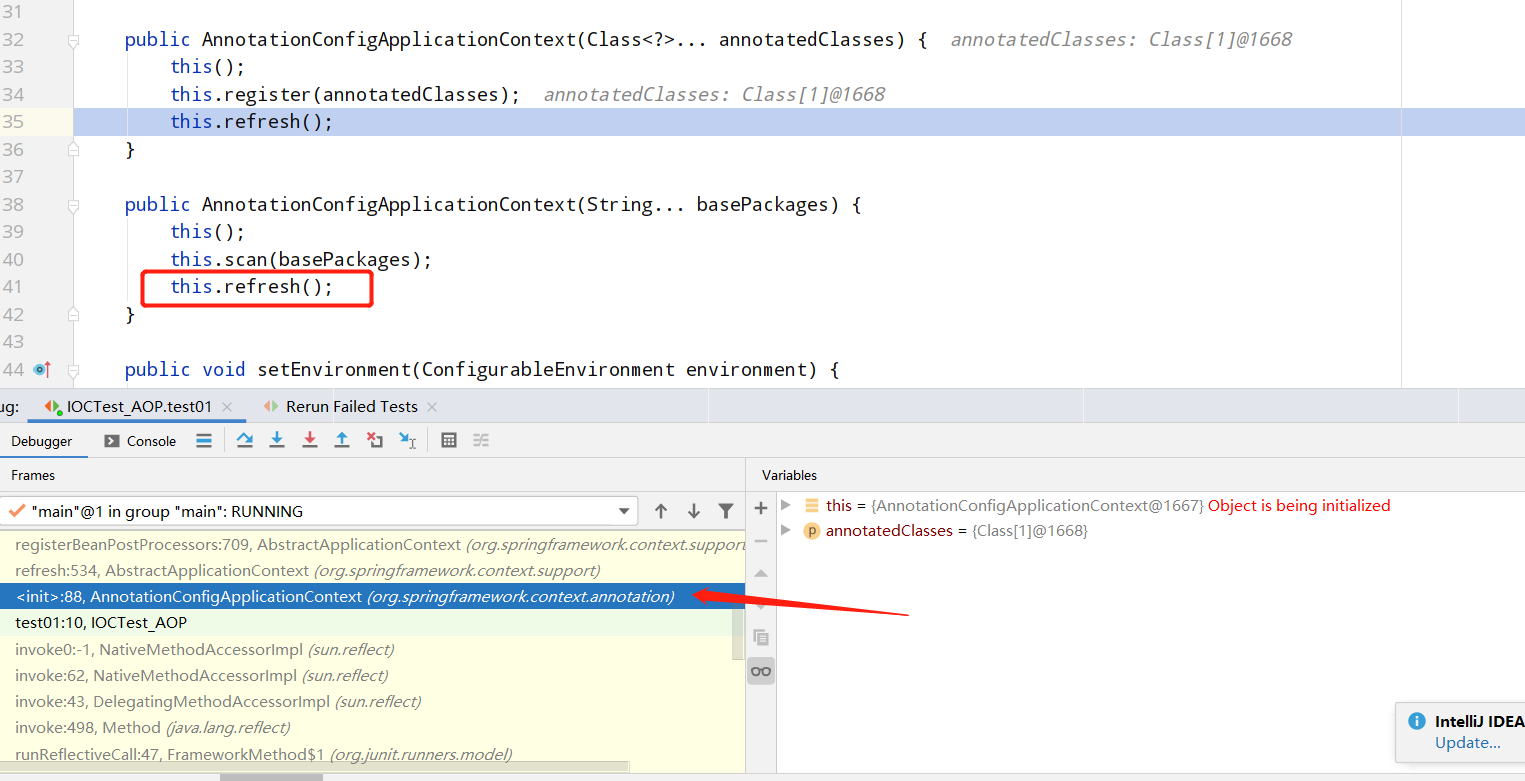 31
32 public AnnotationConfigApplicationContext(Class<?>... annotatedClasses) { annotatedClasses: Class[1]@1668
33 this();
34 this.register(annotatedClasses); annotatedClasses: Class[1]@1668
35 this.refresh();
36 }
37
38 public AnnotationConfigApplicationContext(String... basePackages) {
39 this();
40 this.scan(basePackages);
41 this.refresh();
42 }
43
44 public void setEnvironment(ConfigurableEnvironment environment) {
ug: IOCTest_AOP.test01 Rerun Failed Tests
Debugger Console
Frames
Variables
"main"@1 in group "main": RUNNING
registerBeanPostProcessors:709, AbstractApplicationContext (org.springframework.context.support
refresh:534, AbstractApplicationContext (org.springframework.context.support)
<init>:88, AnnotationConfigApplicationContext (org.springframework.context.annotation)
test01:10, IOCTest_AOP
invoke0:-1, NativeMethodAccessorImpl (sun.reflect)
invoke:62, NativeMethodAccessorImpl (sun.reflect)
invoke:43, DelegatingMethodAccessorImpl (sun.reflect)
invoke:498, Method (java.lang.reflect)
runReflectiveCall:47, FrameworkMethod$1 (org.junit.runners.model)
this = {AnnotationConfigApplicationContext@1667} Object is being initialized
p annotatedClasses = {Class[1]@1668}
IntelliJ IDEA
Update...